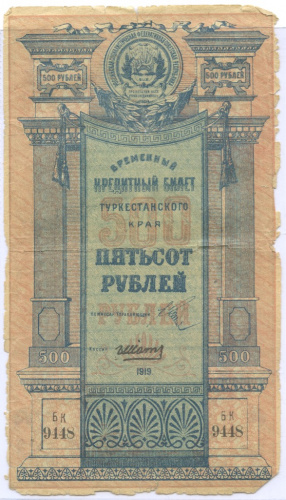 500 РУБЛЕЙ
500 РУБЛЕЙ
ВРЕМЕННЫЙ
КРЕДИТНЫЙ БИЛЕТ
ТУРКЕСТАНСКОГО
КРАЯ
500
ПЯТЬСОТ
РУБЛЕЙ
РУБЛЕЙ
500
500
1919
БК
9448
БК
9448